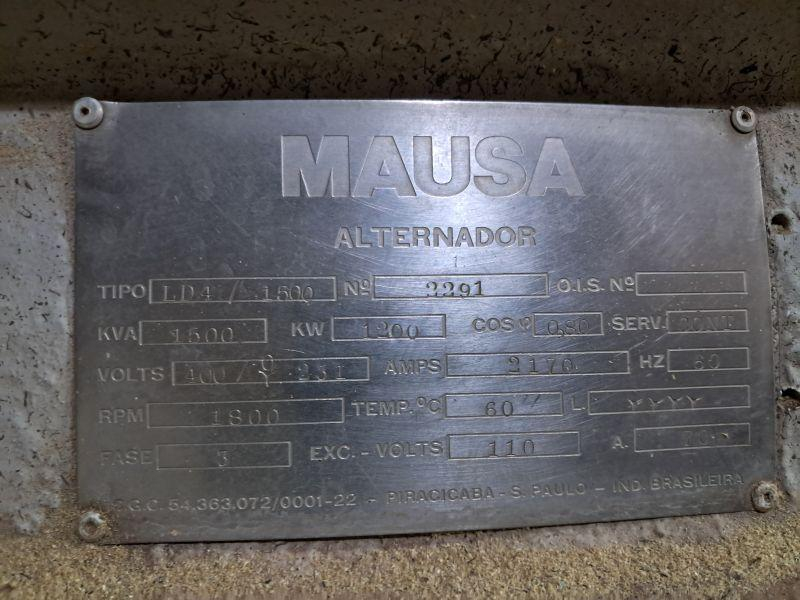 MAUSA
ALTERNADOR
TIPO LD4 / 1500 Nº 2291 O.I.S. Nº
KVA 1500 KW 1200 COS φ 0,80 SERV. CONT
VOLTS 400/ 231 AMPS 2170 HZ 60
RPM 1800 TEMP. ºC 60 L. YYYY
FASE 3 EXC. - VOLTS 110 A.
C.G.C. 54.363.072/0001-22 - PIRACICABA - S. PAULO - IND. BRASILEIRA